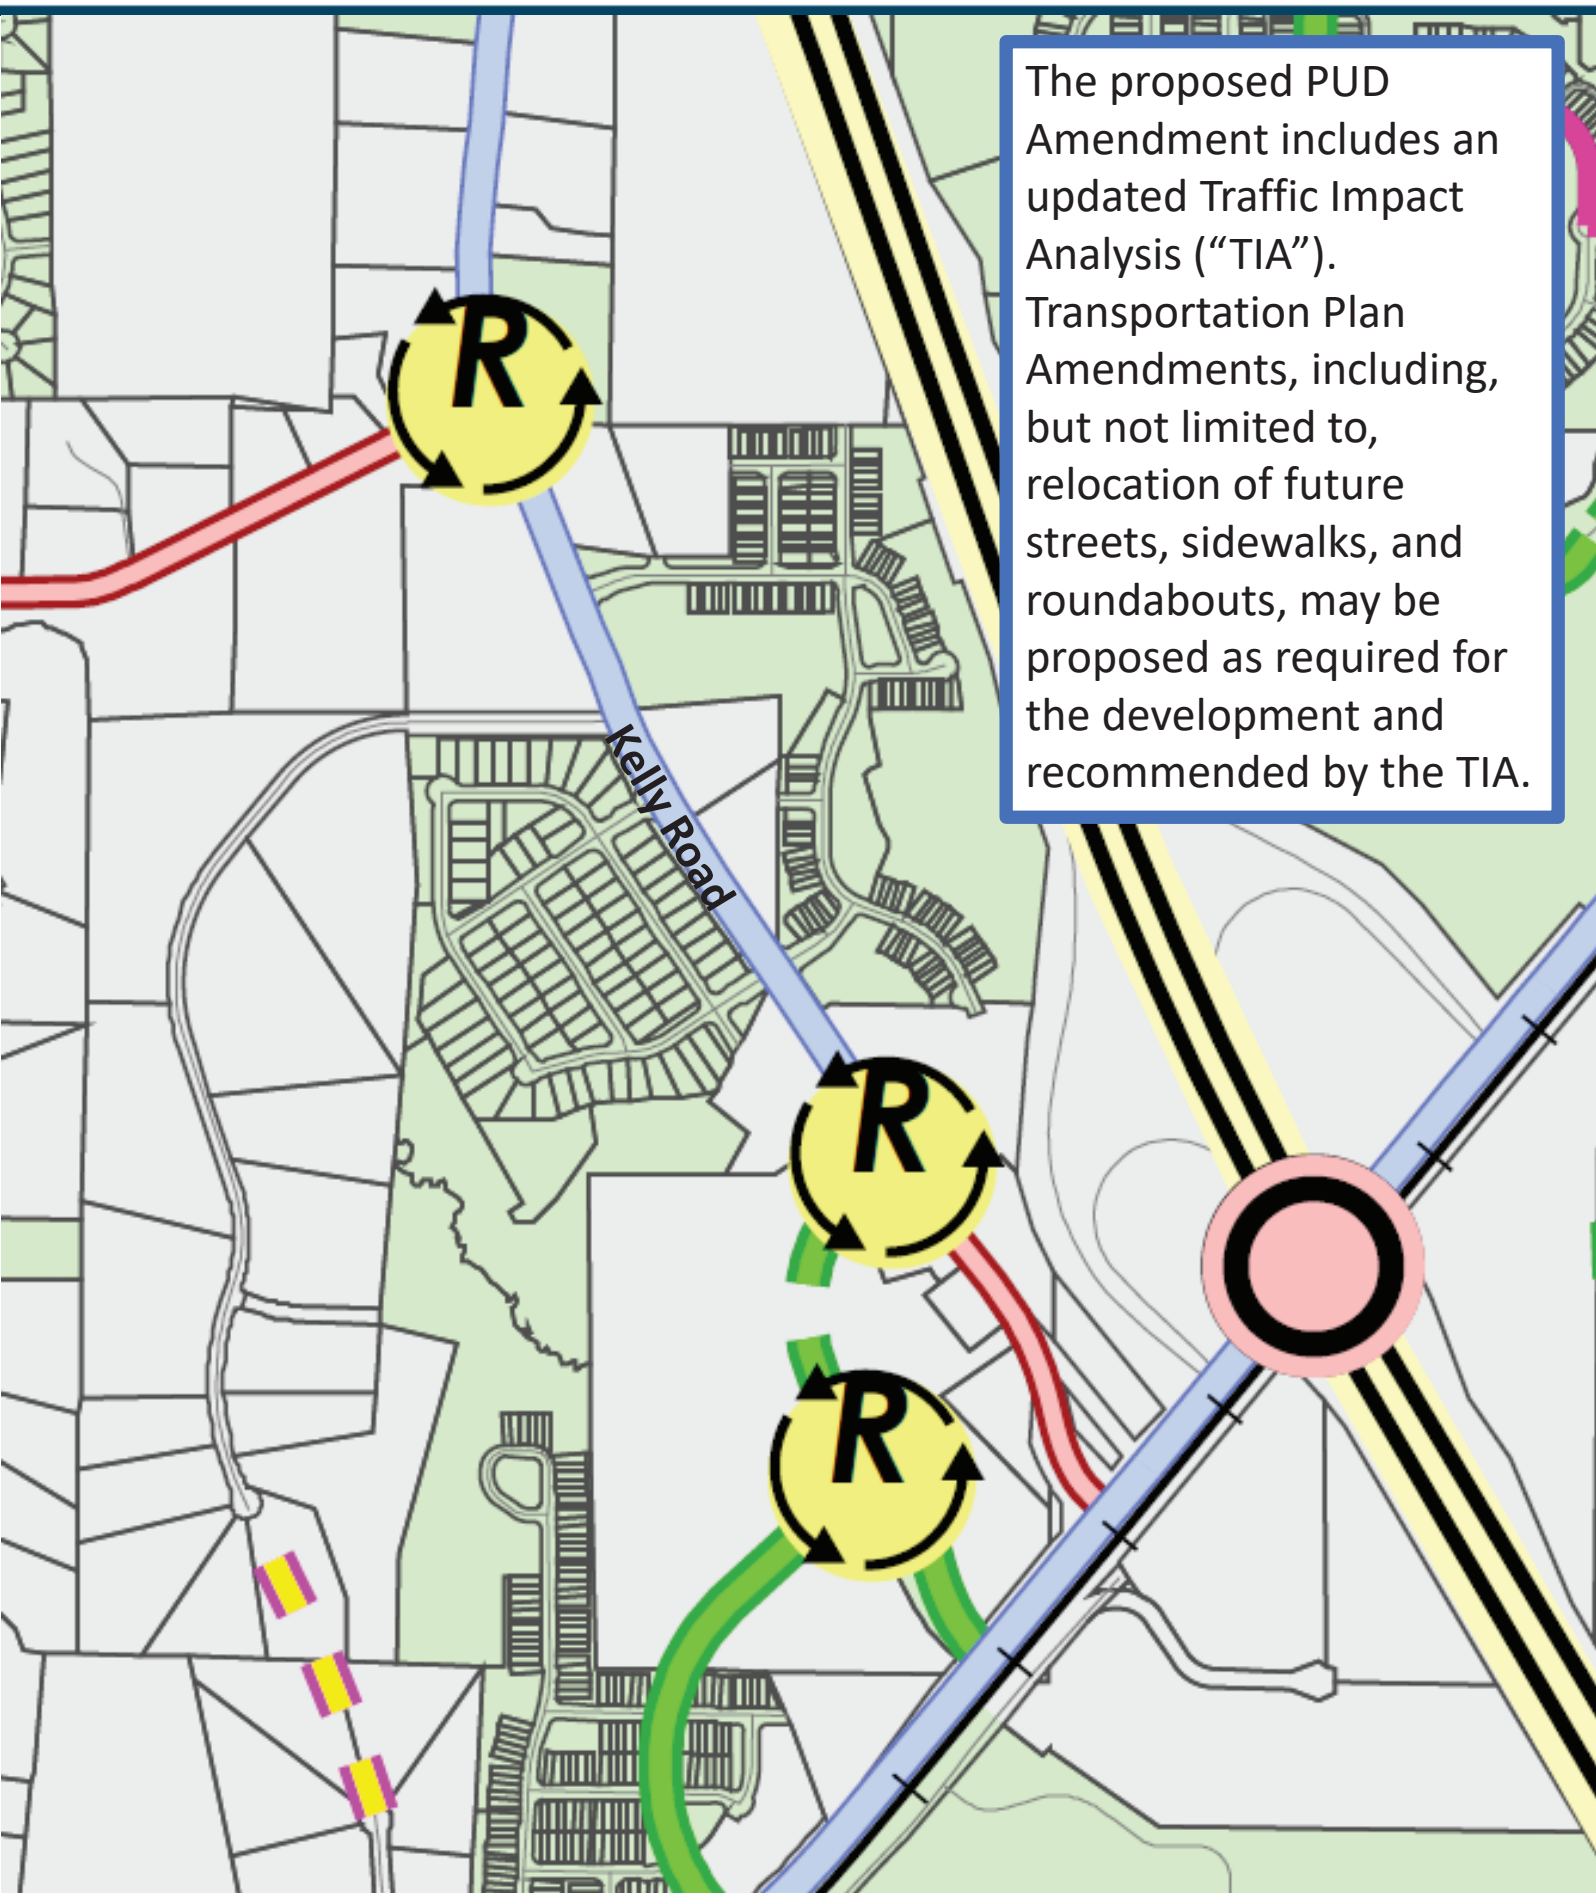 The proposed PUD
Amendment includes an
updated Traffic Impact
Analysis (“TIA”).
Transportation Plan
Amendments, including,
but not limited to,
relocation of future
streets, sidewalks, and
roundabouts, may be
proposed as required for
the development and
recommended by the TIA.
R
Kelly Road
R
R